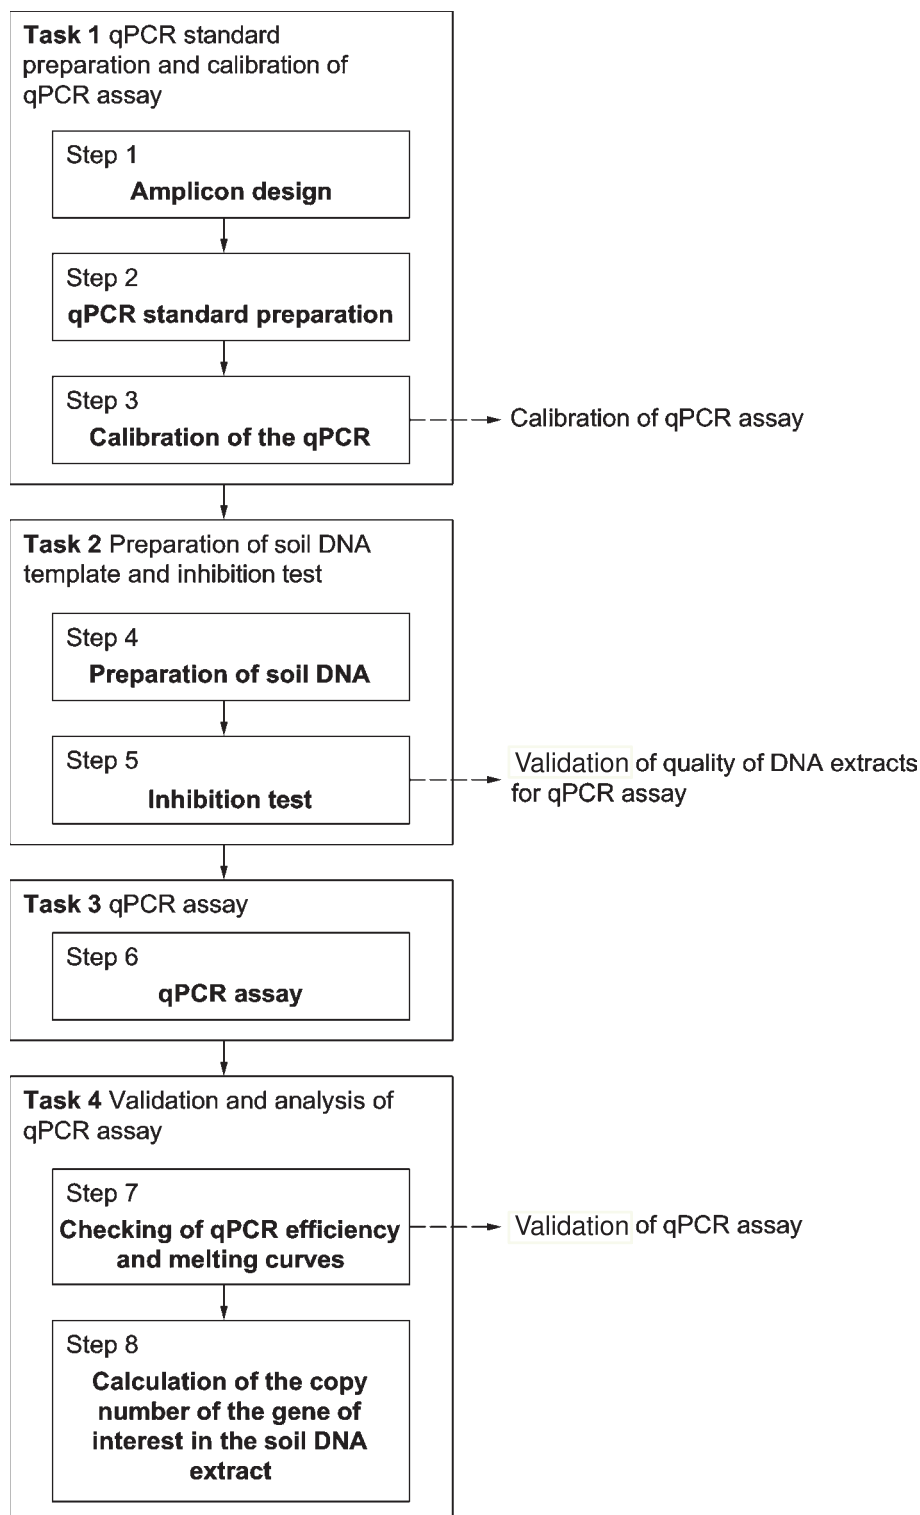 Task 1 qPCR standard
preparation and calibration of
qPCR assay
Step 1
Amplicon design
Step 2
qPCR standard preparation
Step 3
Calibration of the qPCR
Calibration of qPCR assay
Task 2 Preparation of soil DNA
template and inhibition test
Step 4
Preparation of soil DNA
Step 5
Inhibition test
Validation of quality of DNA extracts
for qPCR assay
Task 3 qPCR assay
Step 6
qPCR assay
Task 4 Validation and analysis of
qPCR assay
Step 7
Checking of qPCR efficiency
and melting curves
Validation of qPCR assay
Step 8
Calculation of the copy
number of the gene of
interest in the soil DNA
extract